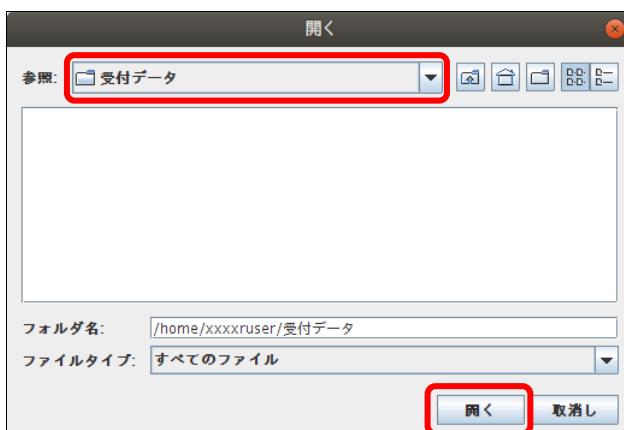 開く
参照: 受付データ
フォルダ名: /home/xxxxruser/受付データ
ファイルタイプ: すべてのファイル
開く 取消し